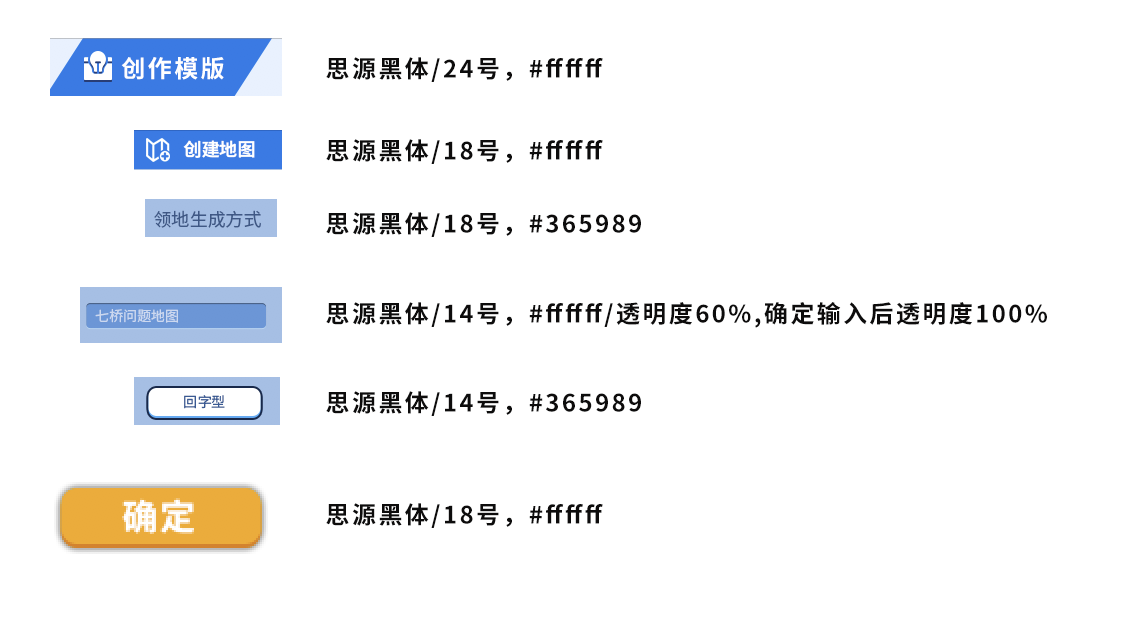 创作模版
思源黑体/24号，#ffffff
创建地图
思源黑体/18号，#ffffff
领地生成方式
思源黑体/18号，#365989
七桥问题地图
思源黑体/14号，#ffffff/透明度60%,确定输入后透明度100%
回字型
思源黑体/14号，#365989
确定
思源黑体/18号，#ffffff